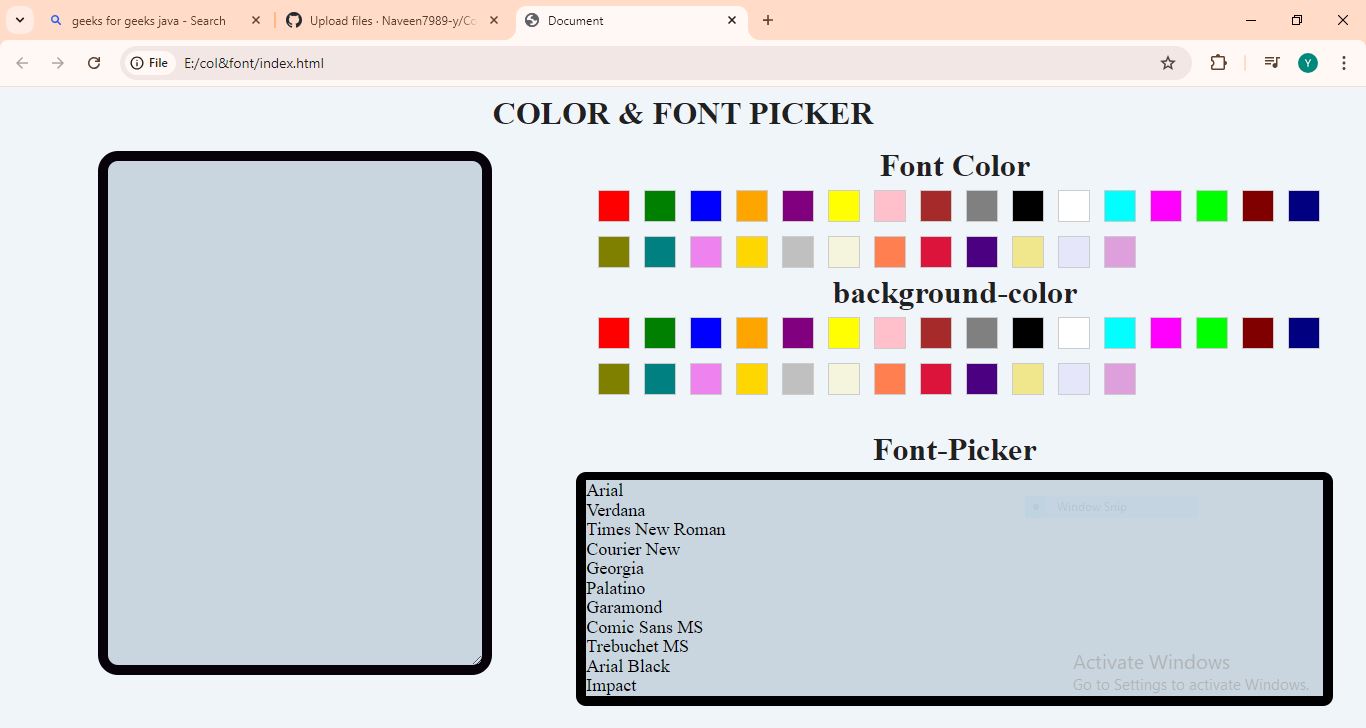 geeks for geeks java - Search
Upload files · Naveen7989-y/Co
Document
File
E:/col&font/index.html
Y
COLOR & FONT PICKER
Font Color
background-color
Font-Picker
Arial
Verdana
Times New Roman
Courier New
Georgia
Palatino
Garamond
Comic Sans MS
Trebuchet MS
Arial Black
Impact
Window Snip
Activate Windows
Go to Settings to activate Windows.